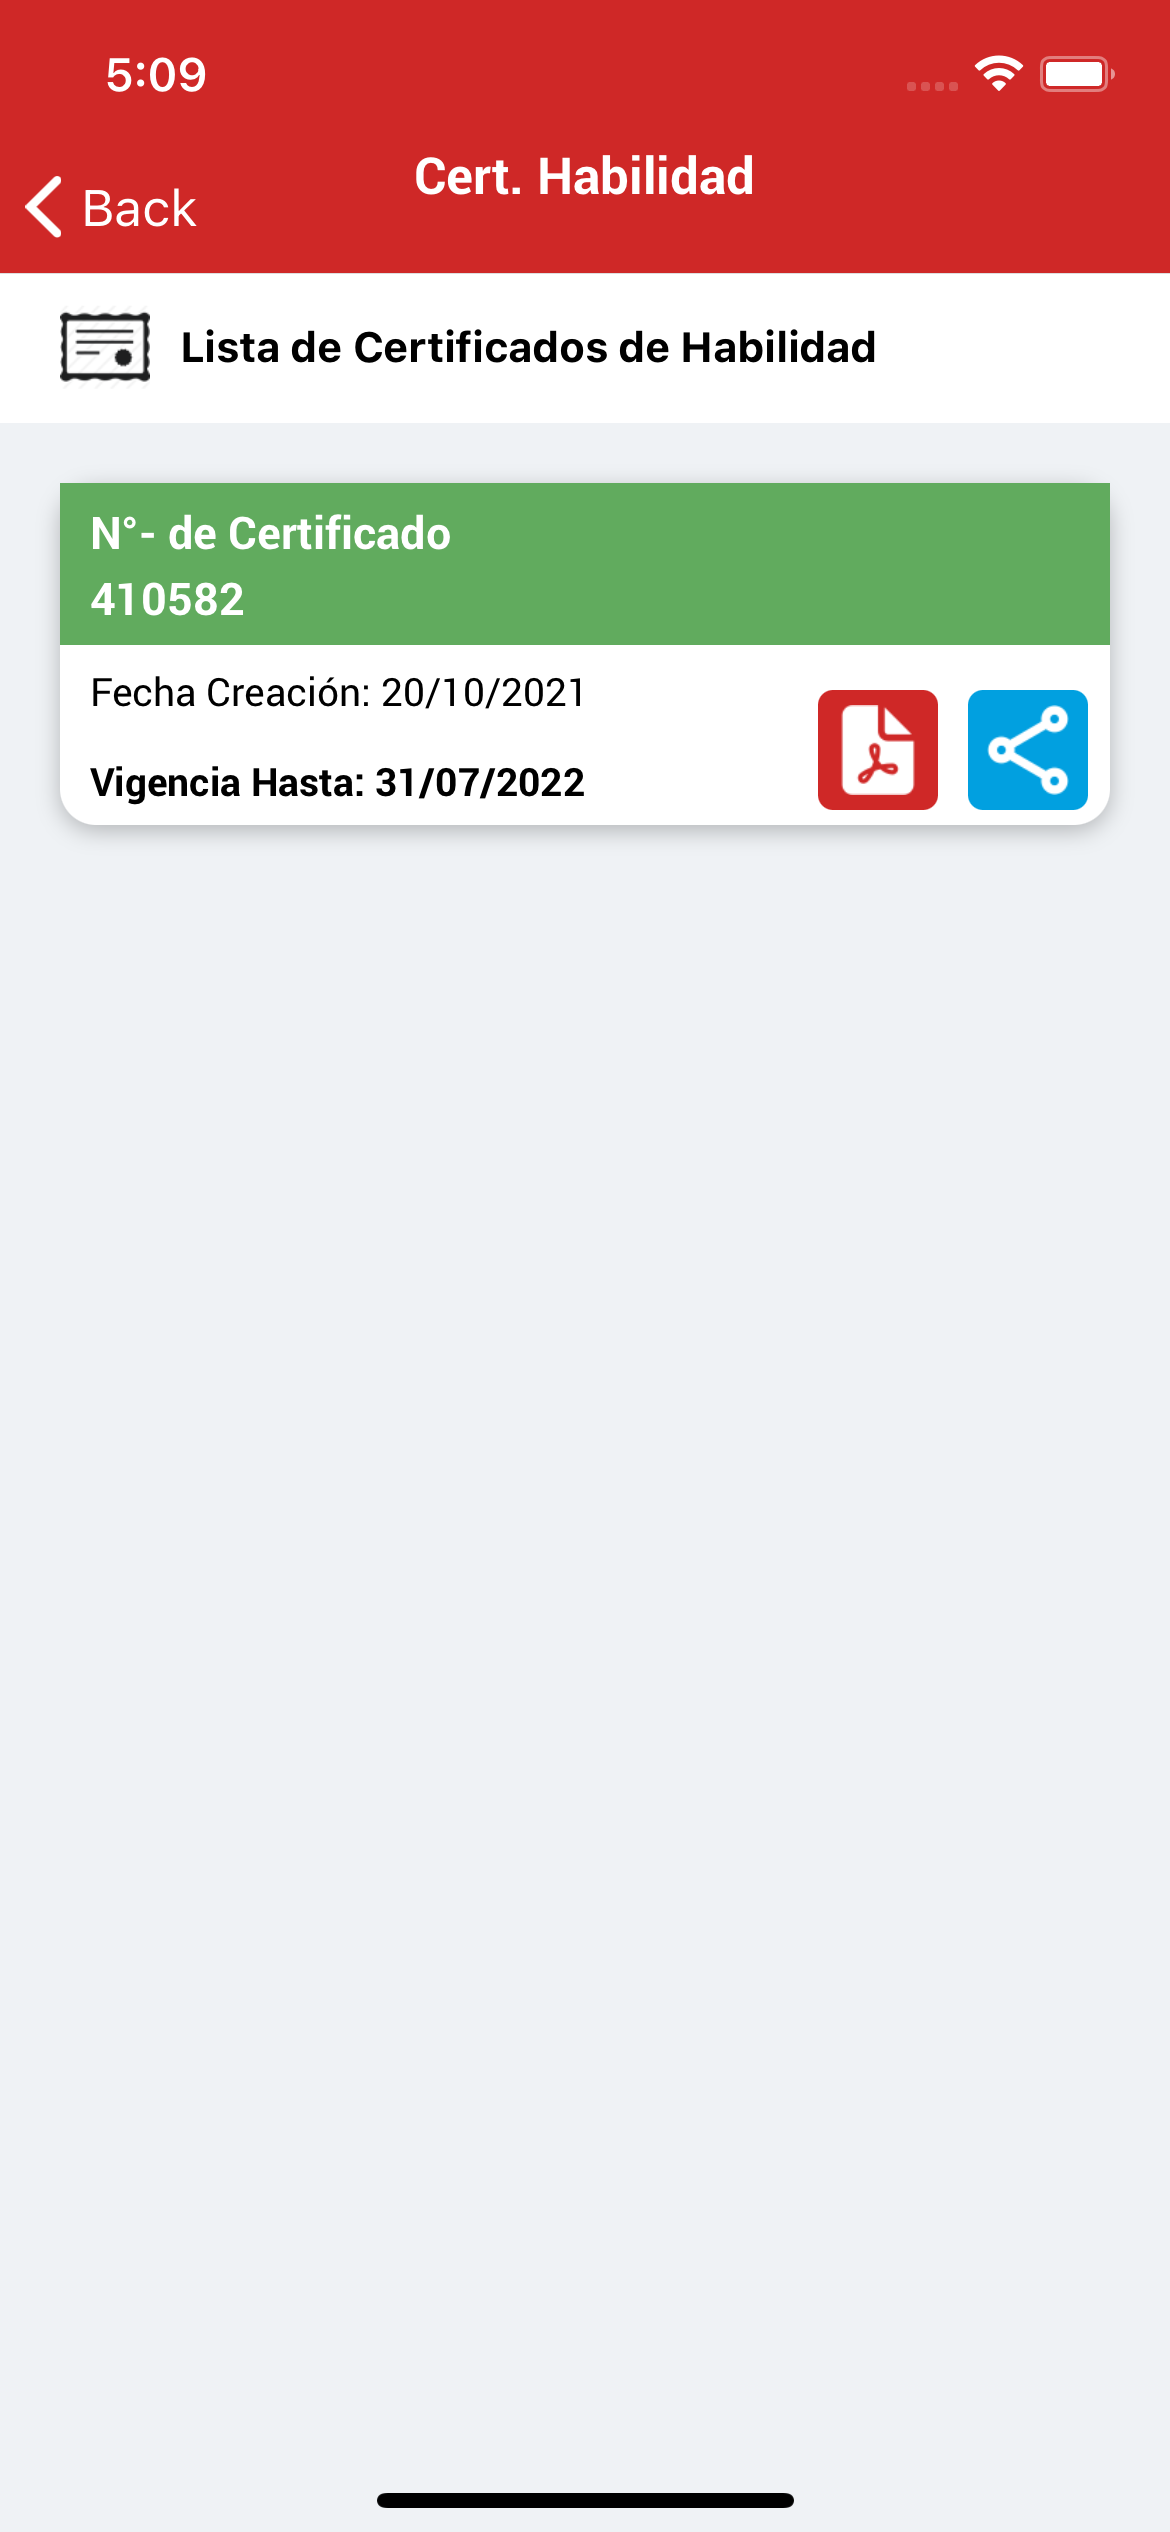 5:09
Cert. Habilidad
Back
Lista de Certificados de Habilidad
N°- de Certificado
410582
Fecha Creación: 20/10/2021
Vigencia Hasta: 31/07/2022